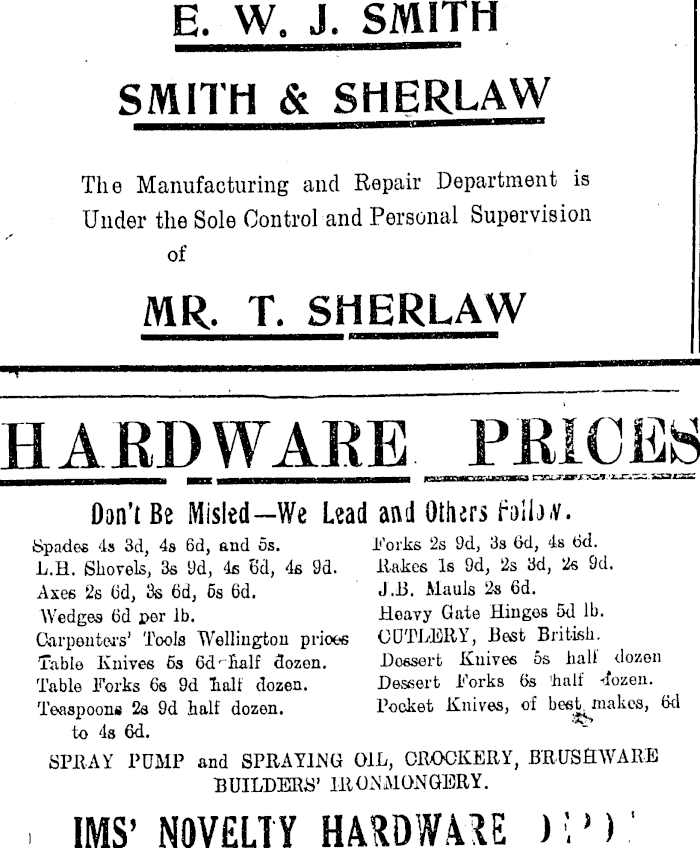 E. W. J. SMITH
SMITH & SHERLAW
The Manufacturing and Repair Department is
Under the Sole Control and Personal Supervision
of
MR. T. SHERLAW
HARDWARE PRICES
Don't Be Misled—We Lead and Others Follow.
Spades 4s 3d, 4s 6d, and 5s.
L.H. Shovels, 3s 9d, 4s 6d, 4s 9d.
Axes 2s 6d, 3s 6d, 5s 6d.
Wedges 6d per lb.
Carpenters' Tools Wellington prices
Table Knives 5s 6d half dozen.
Table Forks 6s 9d half dozen.
Teaspoons 2s 9d half dozen.
Forks 2s 9d, 3s 6d, 4s 6d.
Rakes 1s 9d, 2s 3d, 2s 9d.
J.B. Mauls 2s 6d.
Heavy Gate Hinges 5d lb.
CUTLERY, Best British.
Dessert Knives 5s half dozen
Dessert Forks 6s half dozen.
Pocket Knives, of best makes, 6d
to 4s 6d.
SPRAY PUMP and SPRAYING OIL, CROCKERY, BRUSHWARE
BUILDERS' IRONMONGERY.
IMS' NOVELTY HARDWARE